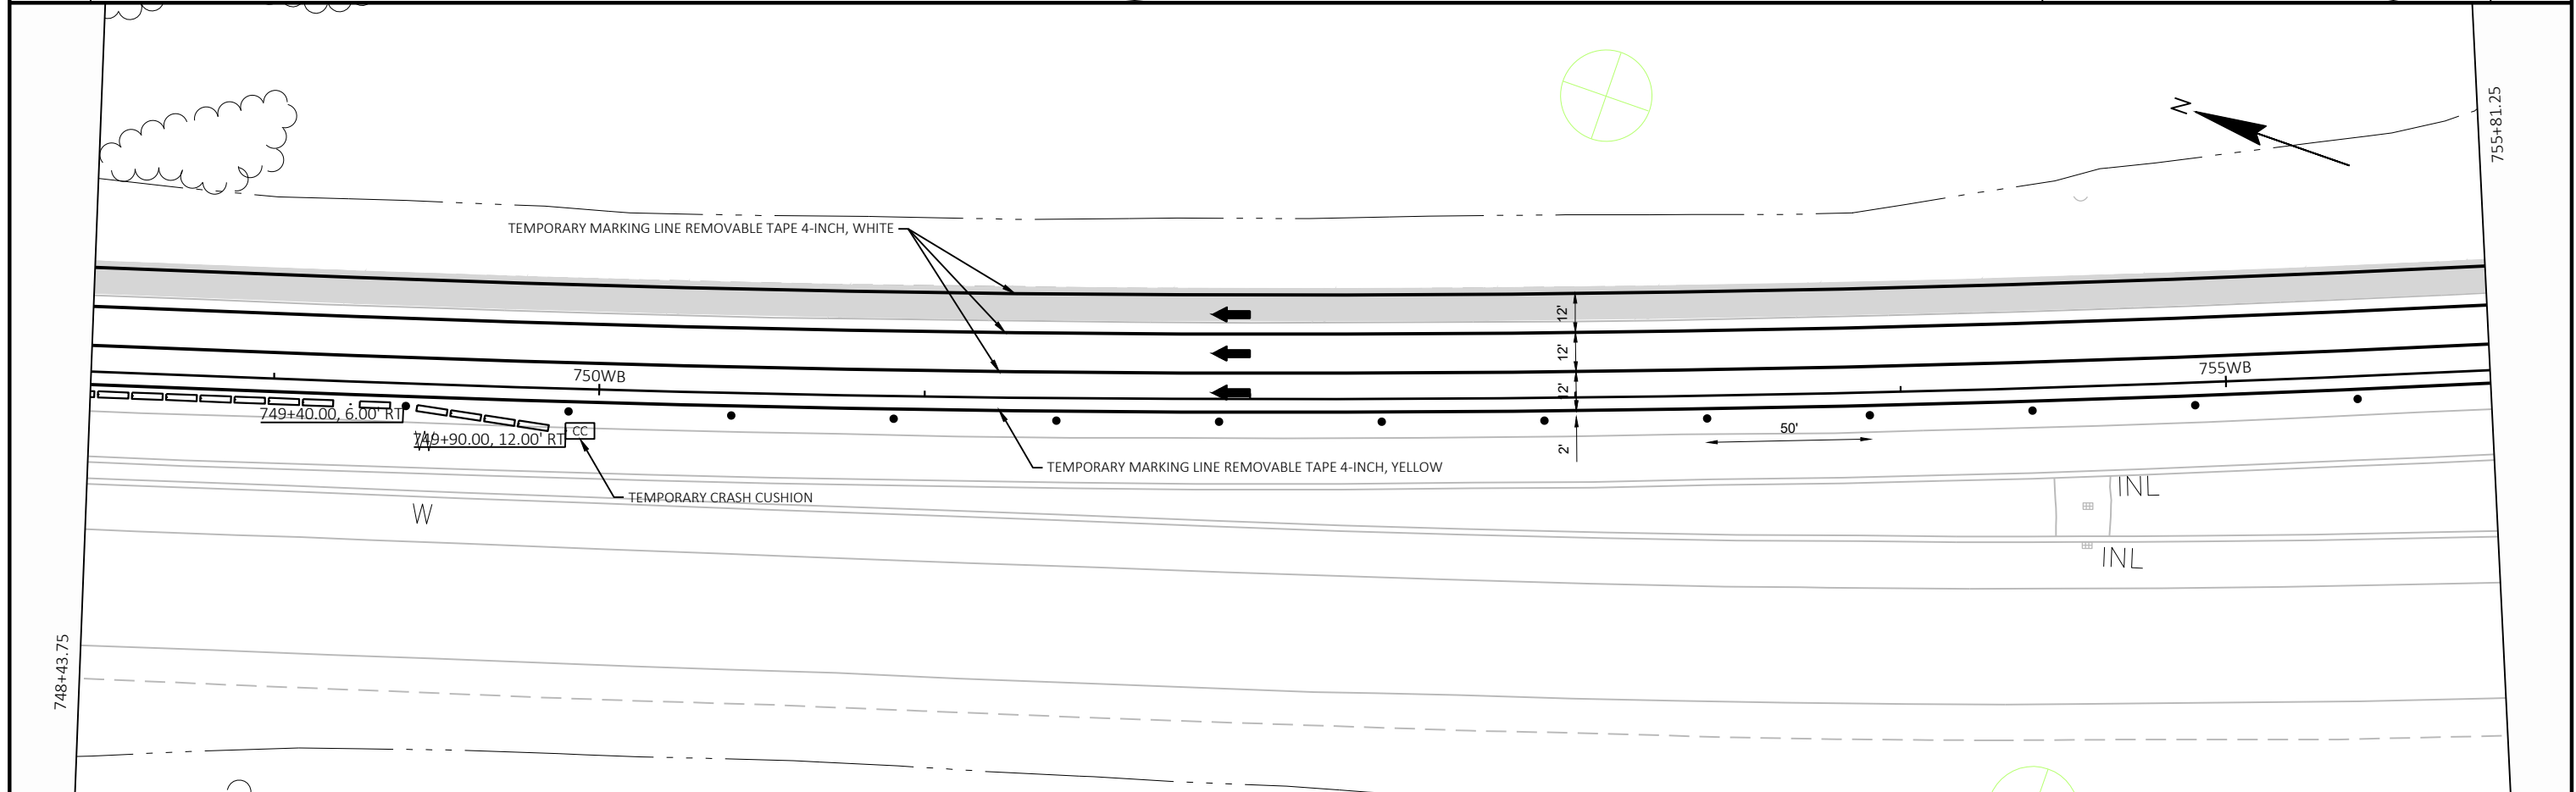 N
755+81.25
TEMPORARY MARKING LINE REMOVABLE TAPE 4-INCH, WHITE
12'
12'
12'
750WB
755WB
749+40.00, 6.00' RT
W
749+90.00, 12.00' RT
CC
50'
2'
TEMPORARY MARKING LINE REMOVABLE TAPE 4-INCH, YELLOW
TEMPORARY CRASH CUSHION
INL
W
INL
748+43.75